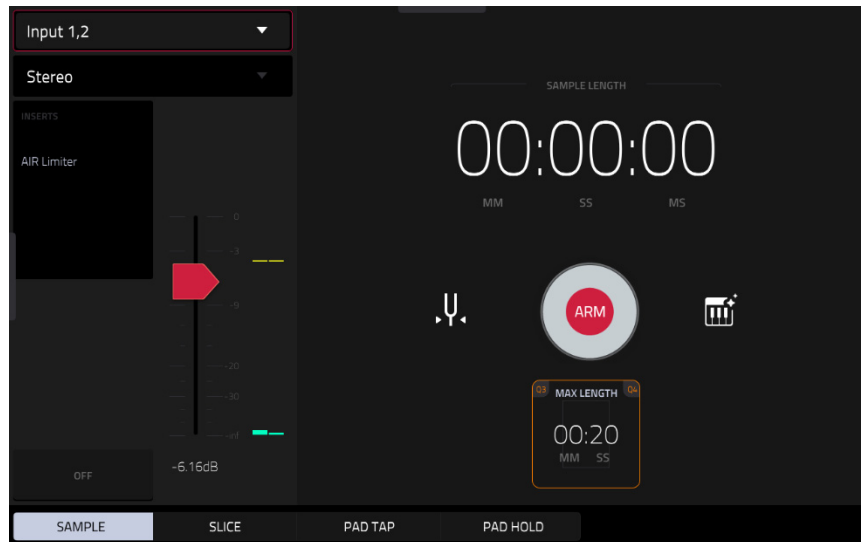 Input 1,2
Stereo
INSERTS
AIR Limiter
0
-3
-9
-20
-30
-inf
-6.16dB
OFF
SAMPLE LENGTH
00:00:00
MM SS MS
ARM
Q3 MAX LENGTH Q4
00:20
MM SS
SAMPLE SLICE PAD TAP PAD HOLD